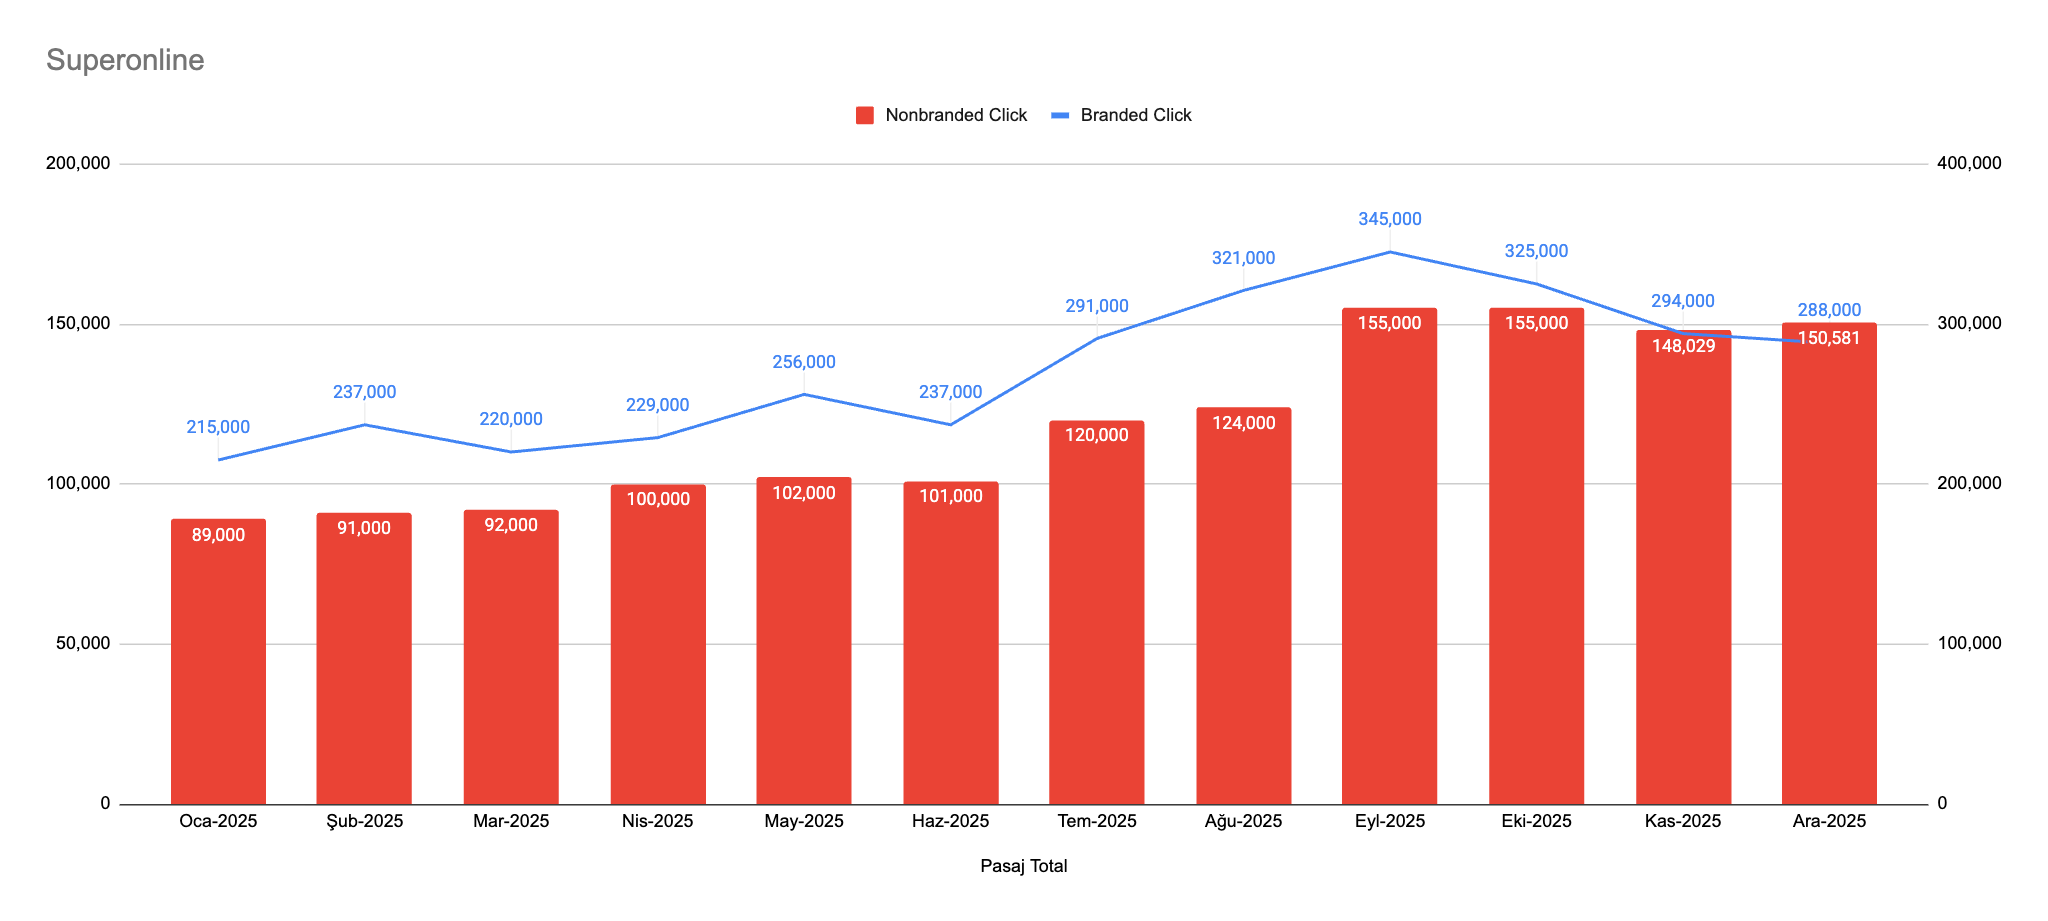 Superonline
Nonbranded Click Branded Click
200,000 400,000
345,000
325,000
321,000
291,000 294,000 288,000
150,000 155,000 155,000 300,000
148,029 150,581
256,000
237,000 237,000
229,000
215,000 220,000
120,000 124,000
100,000 200,000
100,000 102,000 101,000
89,000 91,000 92,000
50,000 100,000
0 0
Oca-2025 Şub-2025 Mar-2025 Nis-2025 May-2025 Haz-2025 Tem-2025 Ağu-2025 Eyl-2025 Eki-2025 Kas-2025 Ara-2025
Pasaj Total